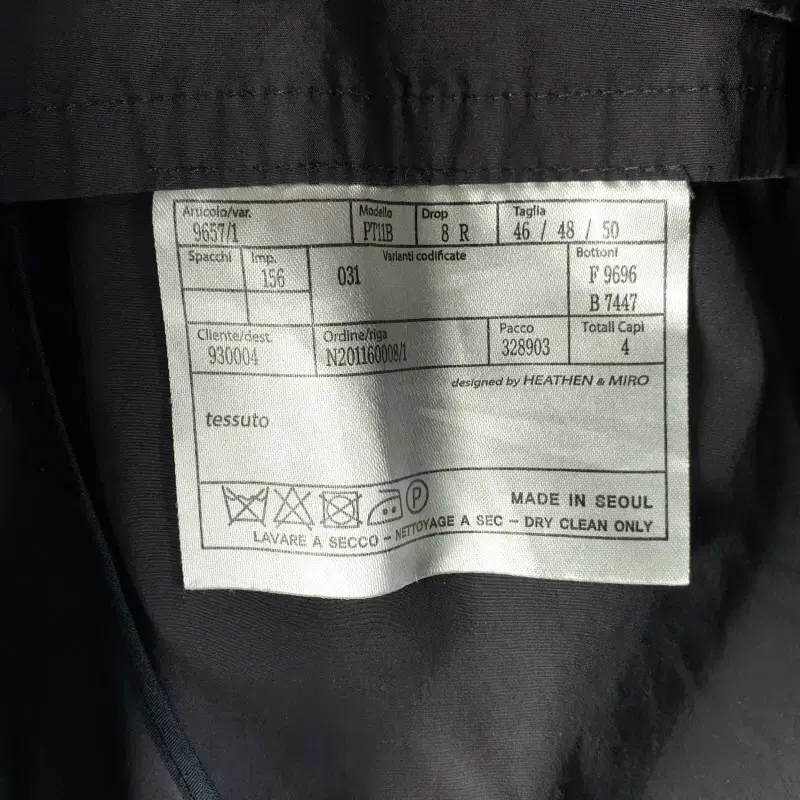 Articolo/var. Modello Drop Taglia
9657/1 PT11B 8 R 46 / 48 / 50
Spacchi Imp. Varianti codificate Bottoni
156 031 F 9696
B 7447
Cliente/dest. Ordine/riga Pacco Totali Capi
930004 N201160008/1 328903 4
designed by HEATHEN & MIRO
tessuto
P
MADE IN SEOUL
LAVARE A SECCO - NETTOYAGE A SEC - DRY CLEAN ONLY